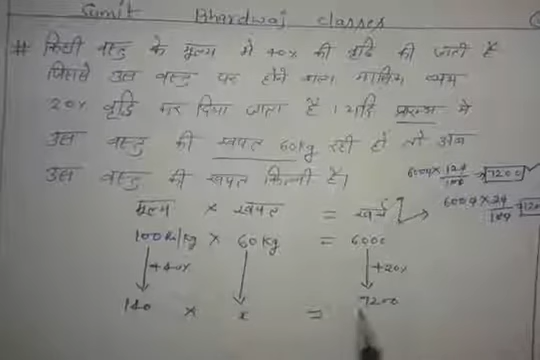 Sumit Bhardwaj classes
# किसी वस्तु के मूल्य में 40% की वृद्धि की जाती है
जिससे उस वस्तु पर होने वाला मासिक व्यय
20% वृद्धि कर दिया जाता है। यदि प्रारम्भ में
उस वस्तु की खपत 60kg रही हो तो अब
उस वस्तु की खपत कितनी है।
मूल्य × खपत = खर्च
100Rs/kg × 60kg = 6000
+40% +20%
140 × x = 7200